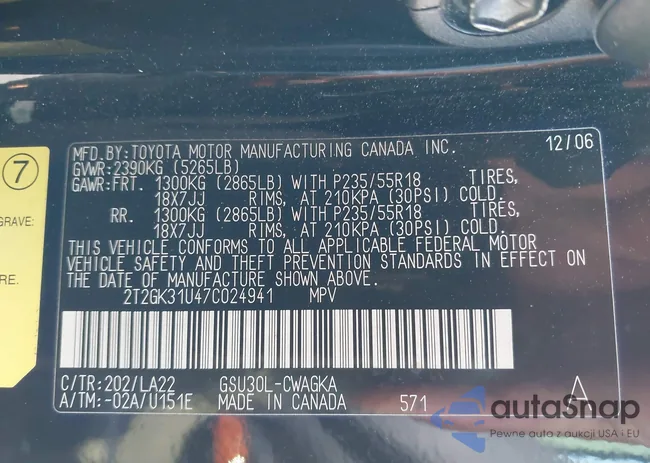 MFD.BY:TOYOTA MOTOR MANUFACTURING CANADA INC. 12/06
GVWR:2390KG (5265LB)
GAWR:FRT. 1300KG (2865LB) WITH P235/55R18 TIRES,
18X7JJ RIMS, AT 210KPA (30PSI) COLD.
RR. 1300KG (2865LB) WITH P235/55R18 TIRES,
18X7JJ RIMS, AT 210KPA (30PSI) COLD.
THIS VEHICLE CONFORMS TO ALL APPLICABLE FEDERAL MOTOR
VEHICLE SAFETY AND THEFT PREVENTION STANDARDS IN EFFECT ON
THE DATE OF MANUFACTURE SHOWN ABOVE.
2T2GK31U47C024941 MPV
C/TR:202/LA22 GSU30L-CWAGKA
A/TM:-02A/U151E MADE IN CANADA 571 A
7
GRAVE:
autoSnap
Pewne auta z aukcji USA i EU